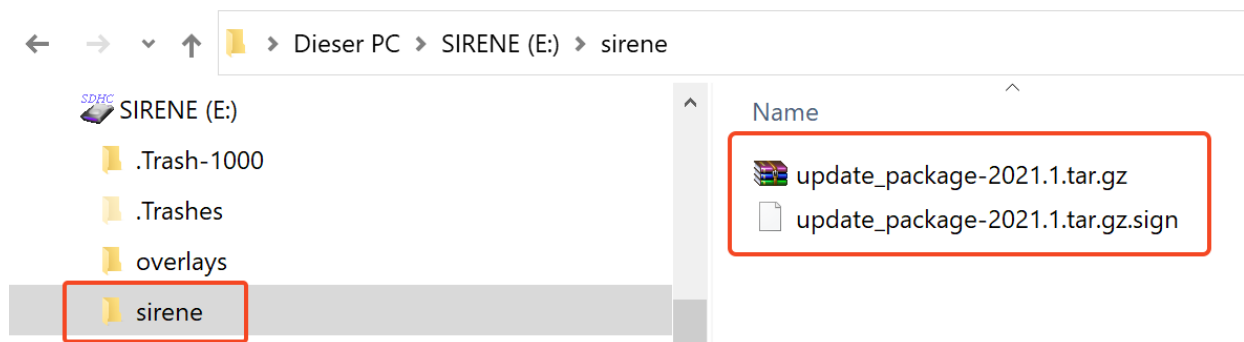 Dieser PC > SIRENE (E:) > sirene
SDHC
SIRENE (E:)
.Trash-1000
.Trashes
overlays
sirene
Name
update_package-2021.1.tar.gz
update_package-2021.1.tar.gz.sign